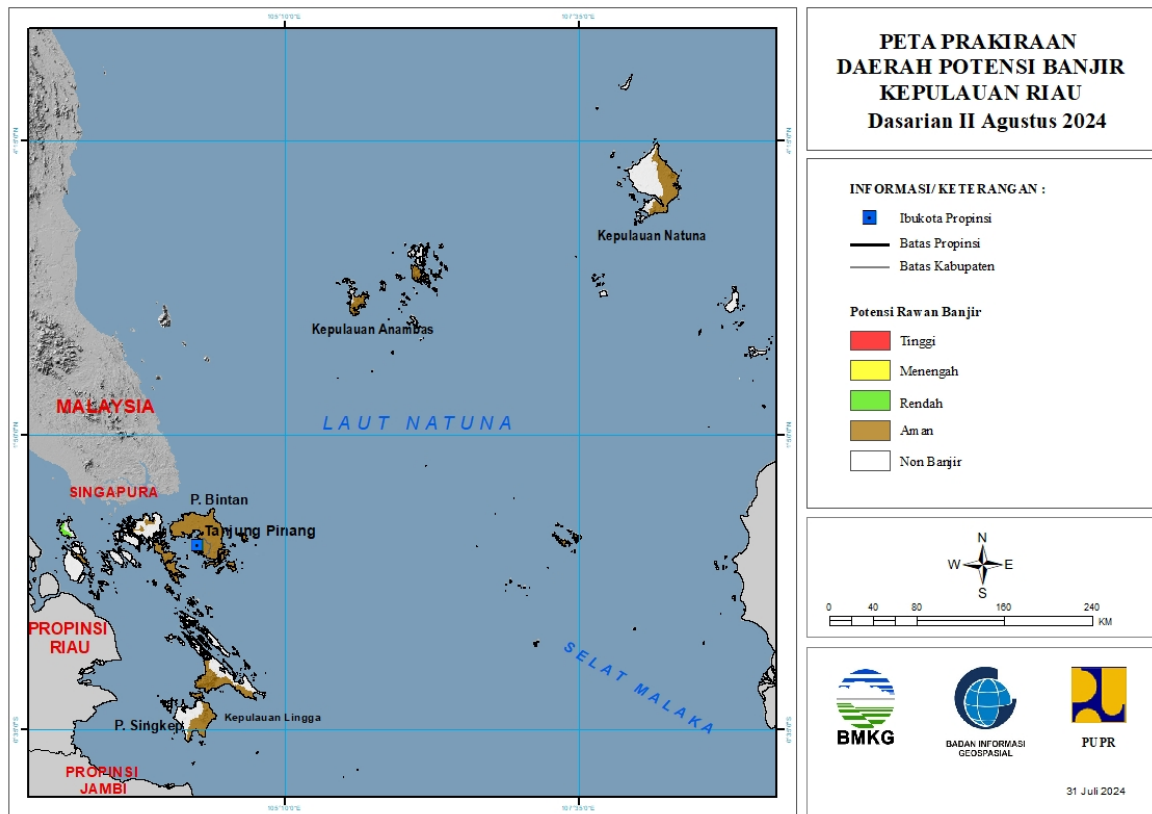 PETA PRAKIRAAN
DAERAH POTENSI BANJIR
KEPULAUAN RIAU
Dasarian II Agustus 2024
INFORMASI/ KETERANGAN :
Ibukota Propinsi
Batas Propinsi
Batas Kabupaten
Potensi Rawan Banjir
Tinggi
Menengah
Rendah
Aman
Non Banjir
N
W E
S
0 40 80 160 240
KM
BMKG
BADAN INFORMASI
GEOSPASIAL
PUPR
31 Juli 2024
Kepulauan Natuna
Kepulauan Anambas
MALAYSIA
LAUT NATUNA
SINGAPURA
P. Bintan
Tanjung Pinang
PROPINSI
RIAU
SELAT MALAKA
P. Singkep
Kepulauan Lingga
PROPINSI
JAMBI